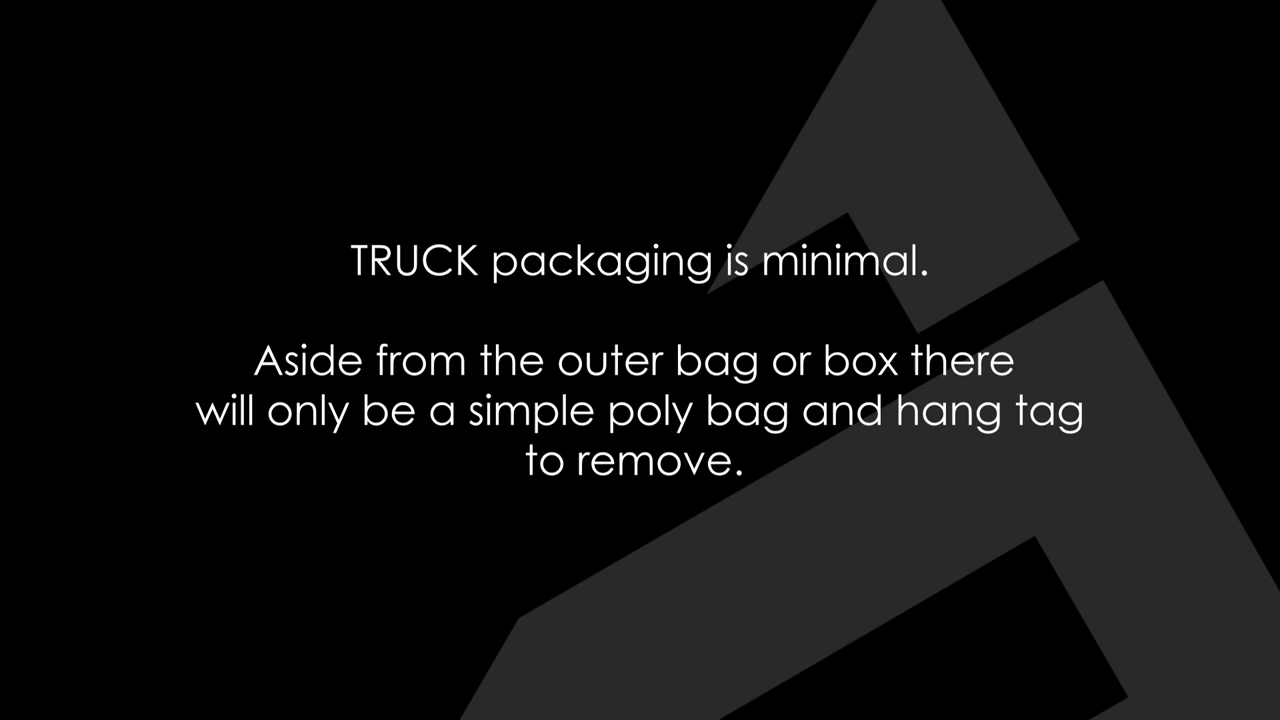 TRUCK packaging is minimal.
Aside from the outer bag or box there
will only be a simple poly bag and hang tag
to remove.